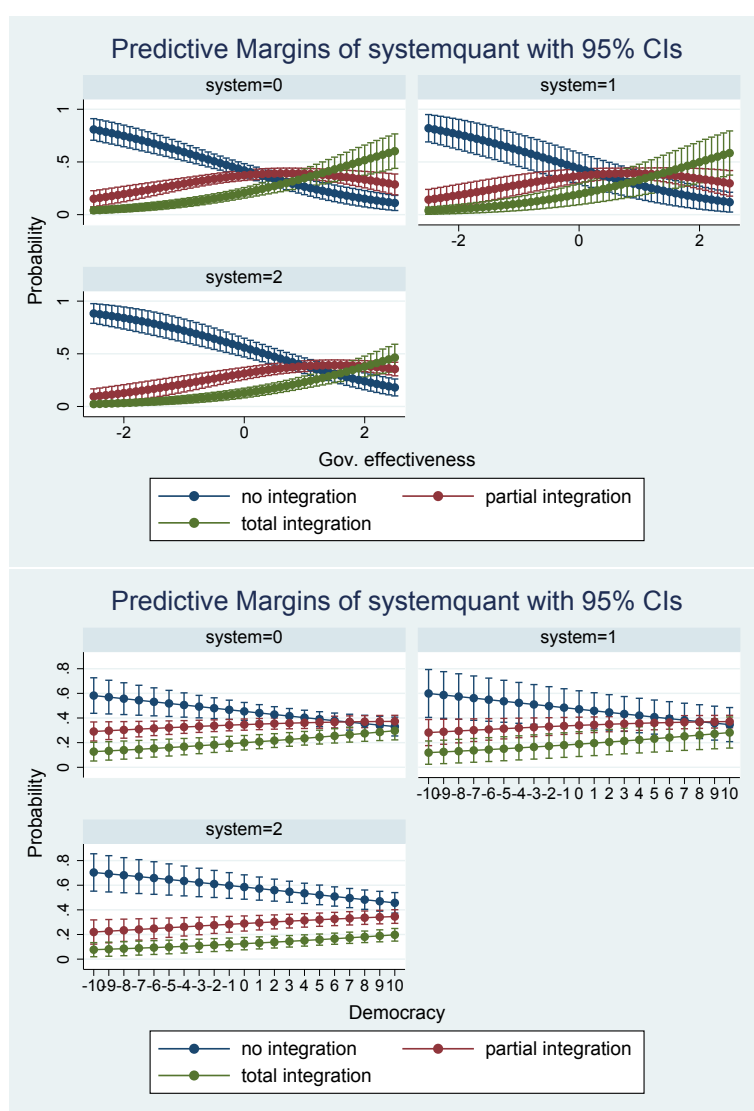 Predictive Margins of systemquant with 95% CIs
system=0
system=1
0 .5 1
-2 0 2
system=2
0 .5 1
-2 0 2
Probability
Gov. effectiveness
no integration
partial integration
total integration
Predictive Margins of systemquant with 95% CIs
system=0
system=1
0 .2 .4 .6 .8
-10 -9 -8 -7 -6 -5 -4 -3 -2 -1 0 1 2 3 4 5 6 7 8 9 10
system=2
0 .2 .4 .6 .8
-10 -9 -8 -7 -6 -5 -4 -3 -2 -1 0 1 2 3 4 5 6 7 8 9 10
Probability
Democracy
no integration
partial integration
total integration